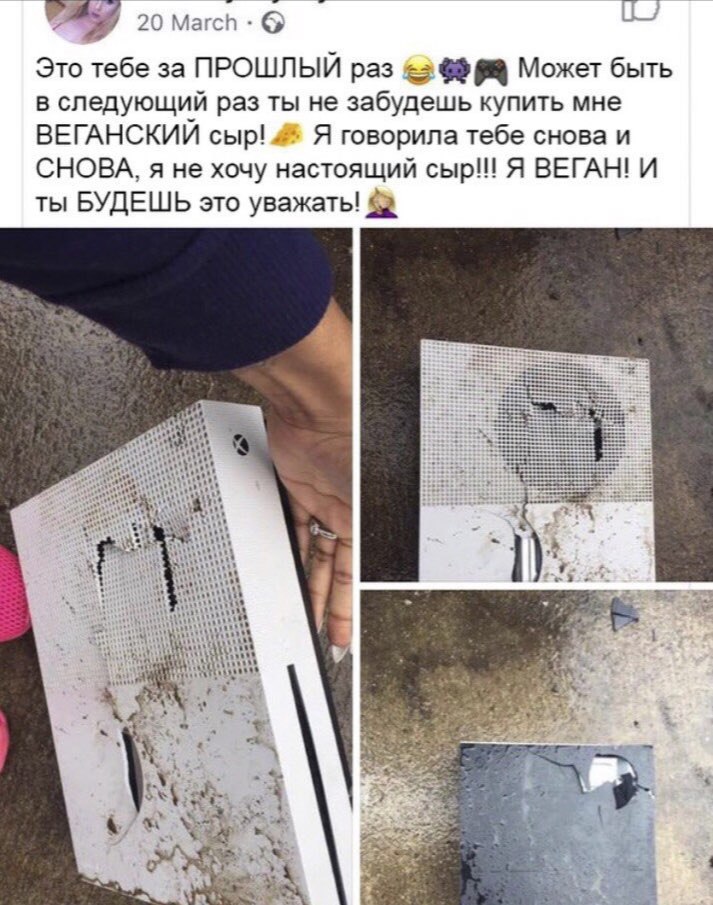 20 March
Это тебе за ПРОШЛЫЙ раз 😂👾🎮 Может быть
в следующий раз ты не забудешь купить мне
ВЕГАНСКИЙ сыр!🧀 Я говорила тебе снова и
СНОВА, я не хочу настоящий сыр!!! Я ВЕГАН! И
ты БУДЕШЬ это уважать!🤦🏼‍♀️